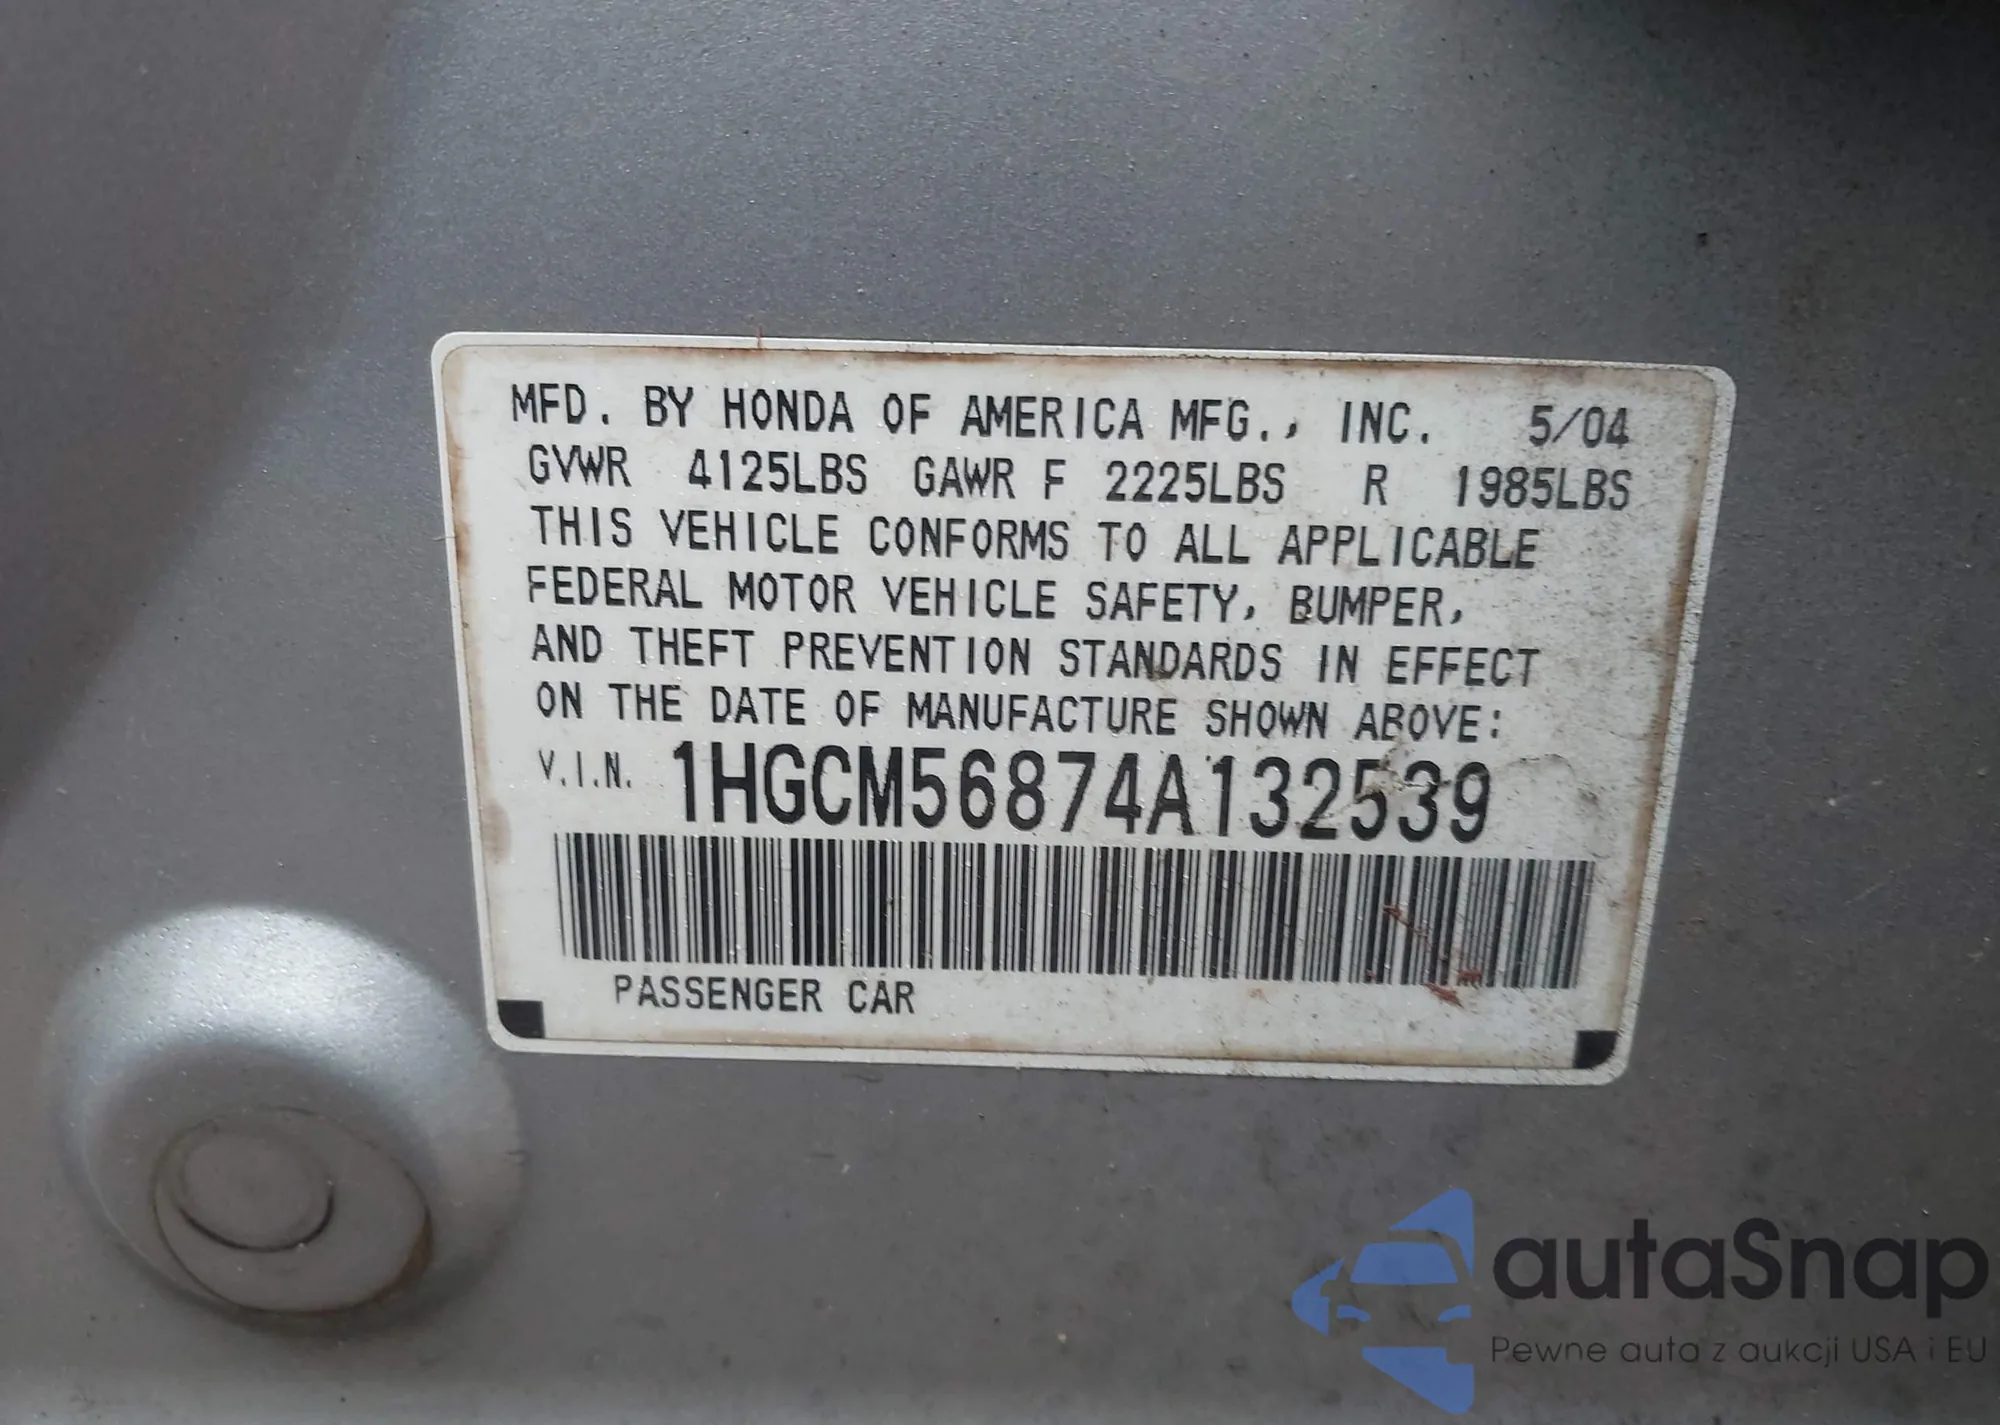 MFD. BY HONDA OF AMERICA MFG., INC. 5/04
GVWR 4125LBS GAWR F 2225LBS R 1985LBS
THIS VEHICLE CONFORMS TO ALL APPLICABLE
FEDERAL MOTOR VEHICLE SAFETY, BUMPER,
AND THEFT PREVENTION STANDARDS IN EFFECT
ON THE DATE OF MANUFACTURE SHOWN ABOVE:
V.I.N. 1HGCM56874A132539
PASSENGER CAR
autaSnap
Pewne auta z aukcji USA i EU